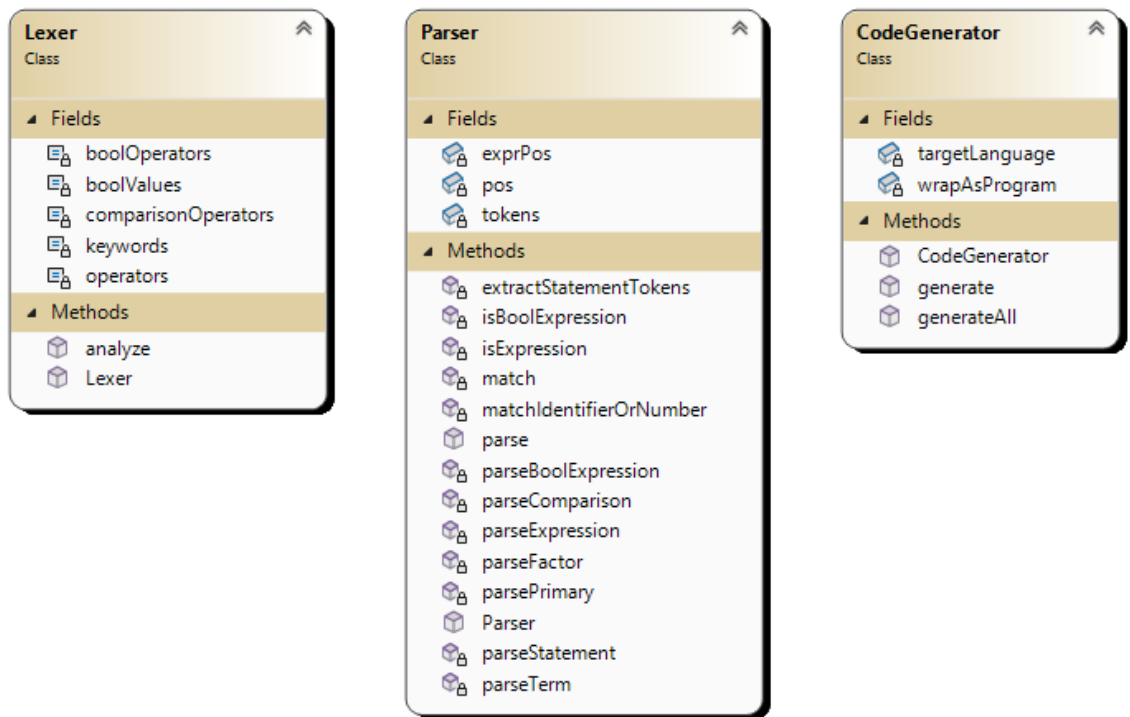 Lexer
Class
Fields
boolOperators
boolValues
comparisonOperators
keywords
operators
Methods
analyze
Lexer
Parser
Class
Fields
exprPos
pos
tokens
Methods
extractStatementTokens
isBoolExpression
isExpression
match
matchIdentifierOrNumber
parse
parseBoolExpression
parseComparison
parseExpression
parseFactor
parsePrimary
Parser
parseStatement
parseTerm
CodeGenerator
Class
Fields
targetLanguage
wrapAsProgram
Methods
CodeGenerator
generate
generateAll